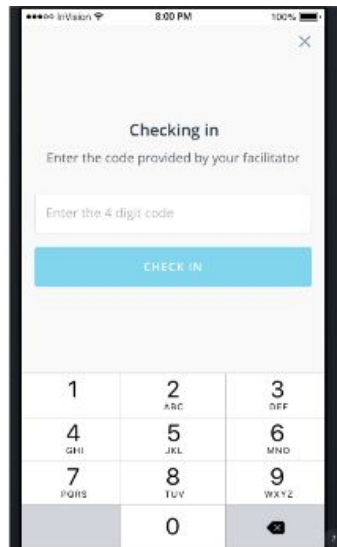 InVision 8:00 PM 100%
Checking in
Enter the code provided by your facilitator
Enter the 4 digit code
CHECK IN
1 2 3
ABC DEF
4 5 6
GHI JKL MNO
7 8 9
PQRS TUV WXYZ
0